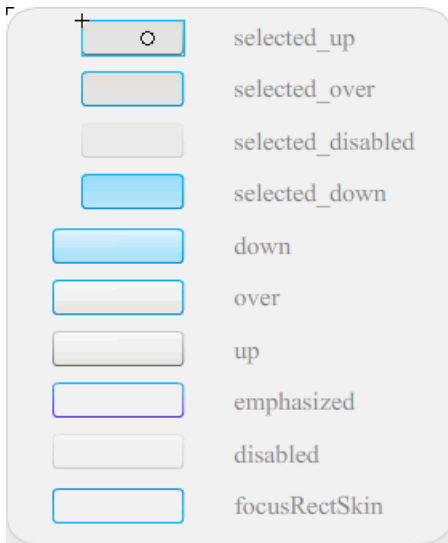 selected_up
selected_over
selected_disabled
selected_down
down
over
up
emphasized
disabled
focusRectSkin